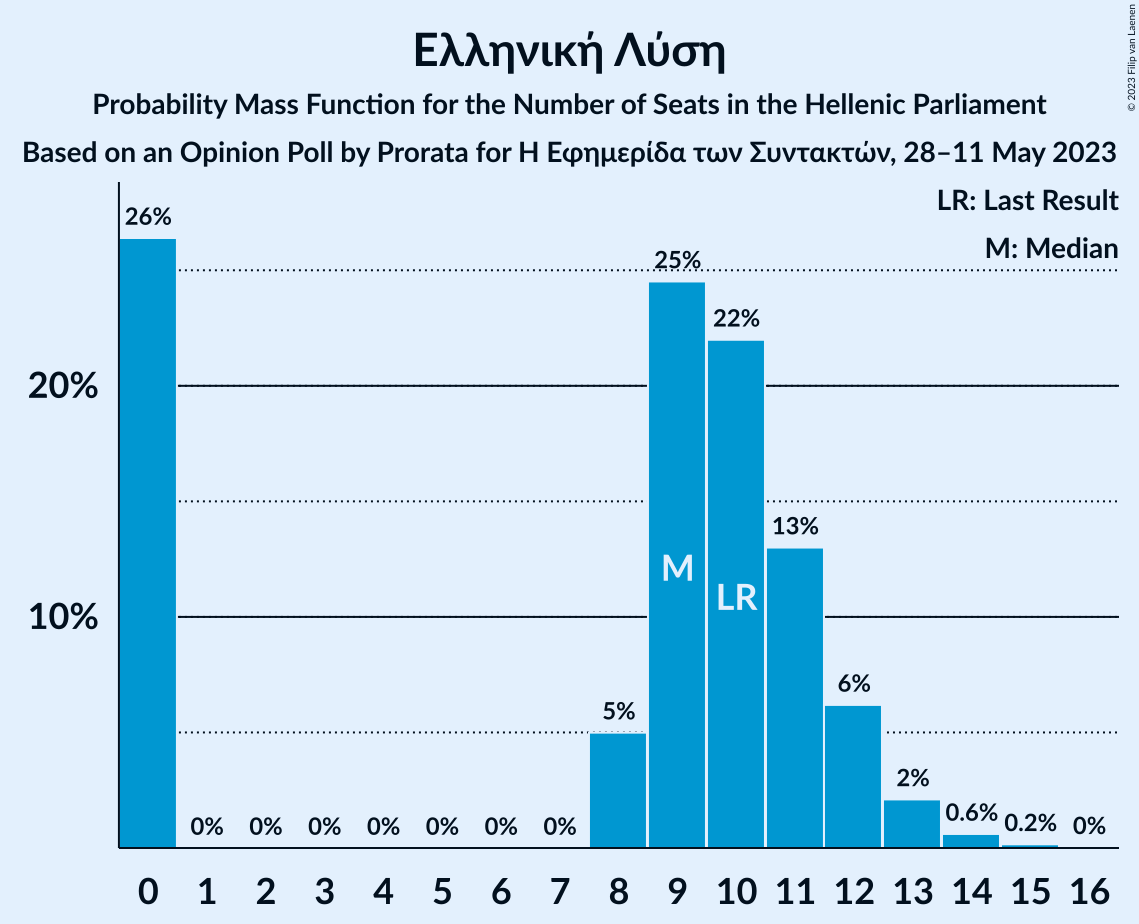 Ελληνική Λύση
Probability Mass Function for the Number of Seats in the Hellenic Parliament
Based on an Opinion Poll by Prorata for Η Εφημερίδα των Συντακτών, 28–11 May 2023
© 2023 Filip van Laenen
LR: Last Result
M: Median
26%
25%
22%
20%
13%
M
LR
10%
6%
5%
2%
0.6%
0.2%
0% 0% 0% 0% 0% 0% 0% 0%
0 1 2 3 4 5 6 7 8 9 10 11 12 13 14 15 16